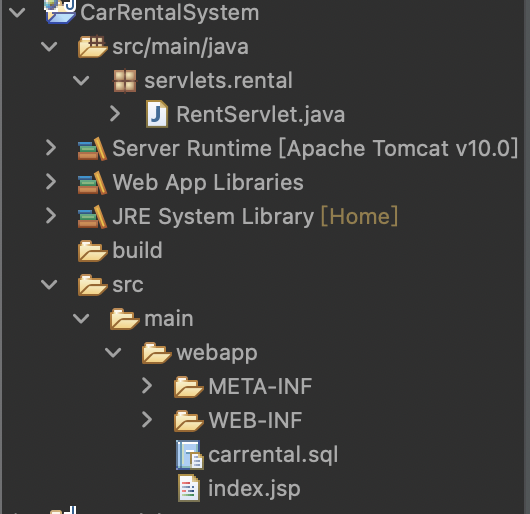 CarRentalSystem
src/main/java
servlets.rental
RentServlet.java
Server Runtime [Apache Tomcat v10.0]
Web App Libraries
JRE System Library [Home]
build
src
main
webapp
META-INF
WEB-INF
carrental.sql
index.jsp